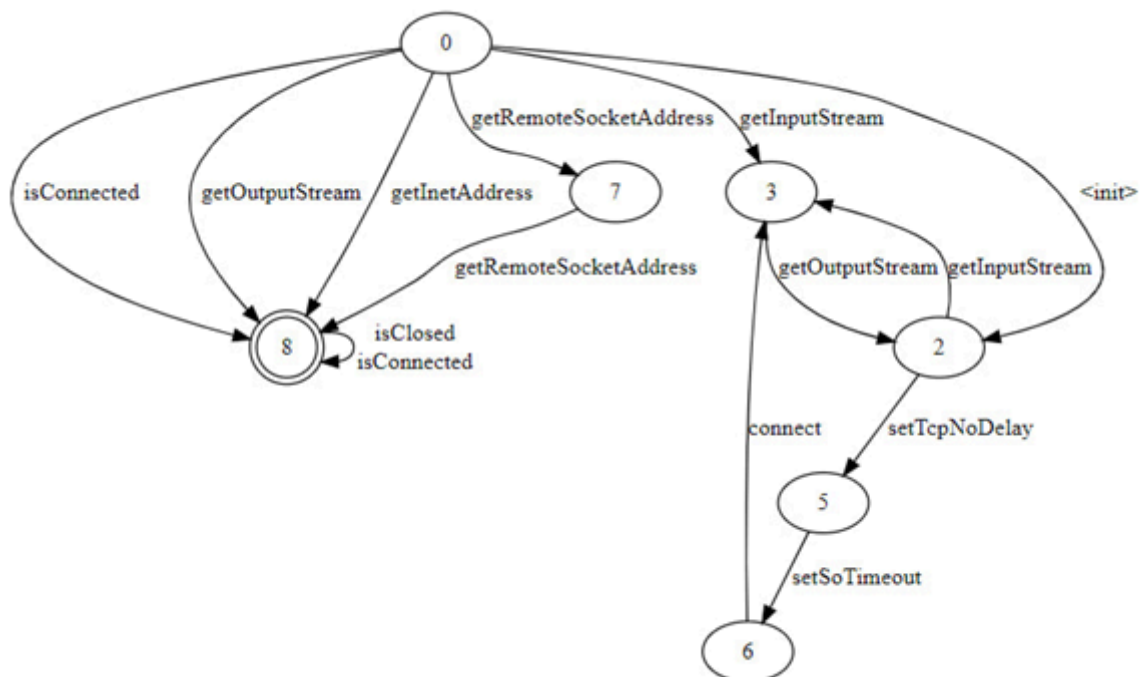 0
getRemoteSocketAddress
getInputStream
isConnected
getOutputStream
getInetAddress
7
3
<init>
getRemoteSocketAddress
getOutputStream
getInputStream
8
isClosed
isConnected
2
connect
setTcpNoDelay
5
setSoTimeout
6